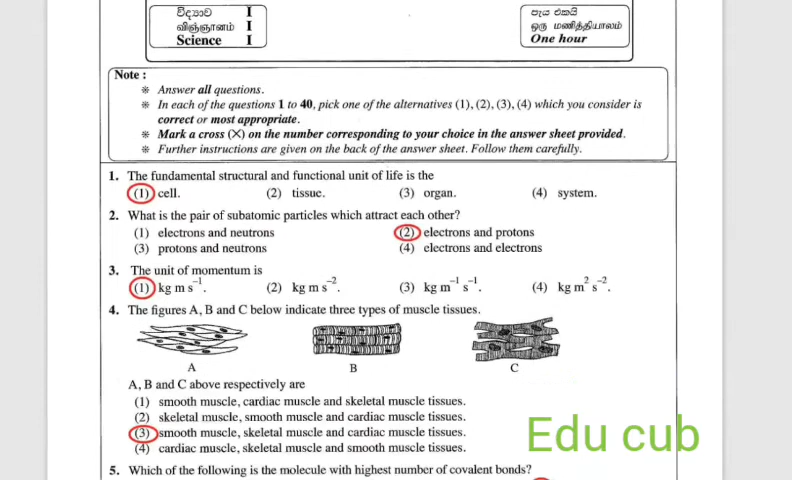 විද්‍යාව I
விஞ்ஞானம் I
Science I
පැය එකයි
ஒரு மணித்தியாலம்
One hour
Note :
※ Answer all questions.
※ In each of the questions 1 to 40, pick one of the alternatives (1), (2), (3), (4) which you consider is
correct or most appropriate.
※ Mark a cross (✕) on the number corresponding to your choice in the answer sheet provided.
※ Further instructions are given on the back of the answer sheet. Follow them carefully.
1. The fundamental structural and functional unit of life is the
(1) cell. (2) tissue. (3) organ. (4) system.
2. What is the pair of subatomic particles which attract each other?
(1) electrons and neutrons (2) electrons and protons
(3) protons and neutrons (4) electrons and electrons
3. The unit of momentum is
(1) kg m s⁻¹. (2) kg m s⁻². (3) kg m⁻¹ s⁻¹. (4) kg m² s⁻².
4. The figures A, B and C below indicate three types of muscle tissues.
A B C
A, B and C above respectively are
(1) smooth muscle, cardiac muscle and skeletal muscle tissues.
(2) skeletal muscle, smooth muscle and cardiac muscle tissues.
(3) smooth muscle, skeletal muscle and cardiac muscle tissues.
(4) cardiac muscle, skeletal muscle and smooth muscle tissues.
Edu cub
5. Which of the following is the molecule with highest number of covalent bonds?